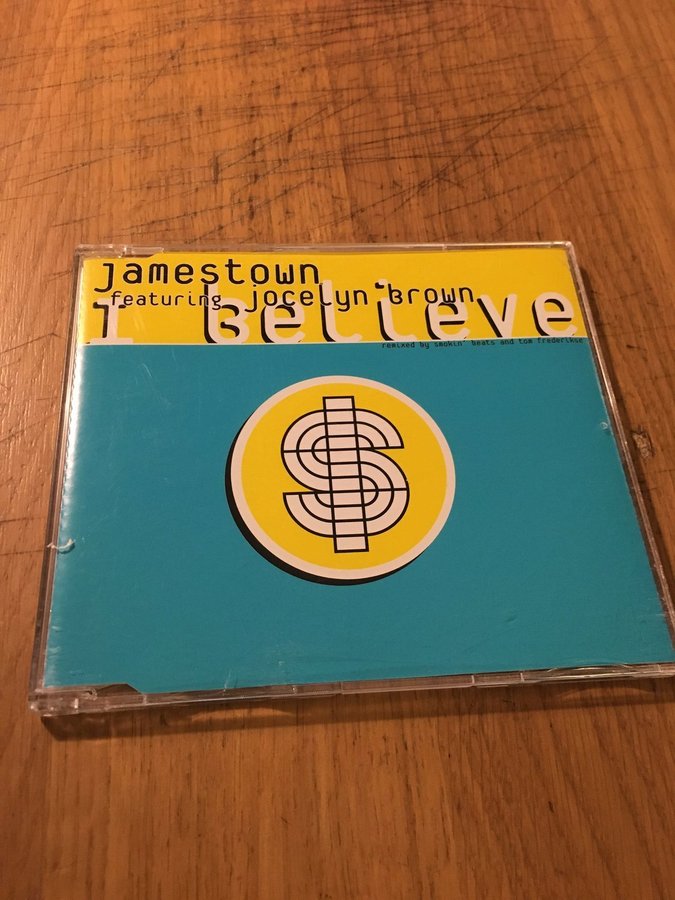 jamestown
featuring jocelyn brown
I believe
remixed by smokin' beats and tom frederikse